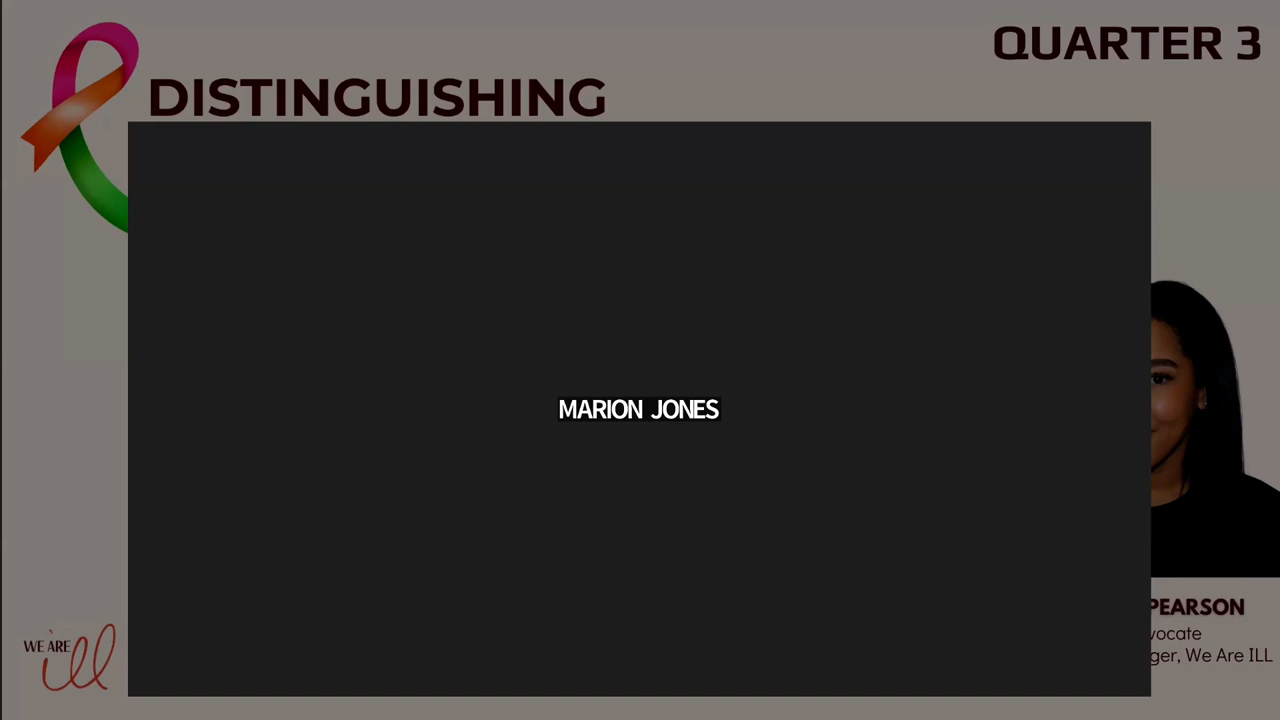 QUARTER 3
DISTINGUISHING
MARION JONES
PEARSON
vocate
ger, We Are ILL
WE ARE
ill